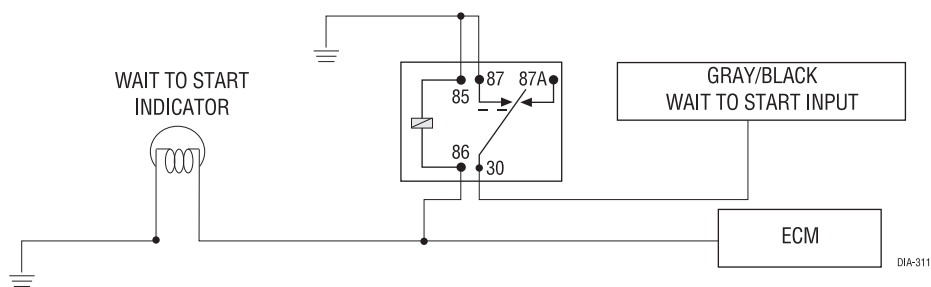 WAIT TO START
INDICATOR
85
87
87A
86
30
GRAY/BLACK
WAIT TO START INPUT
ECM
DIA-311